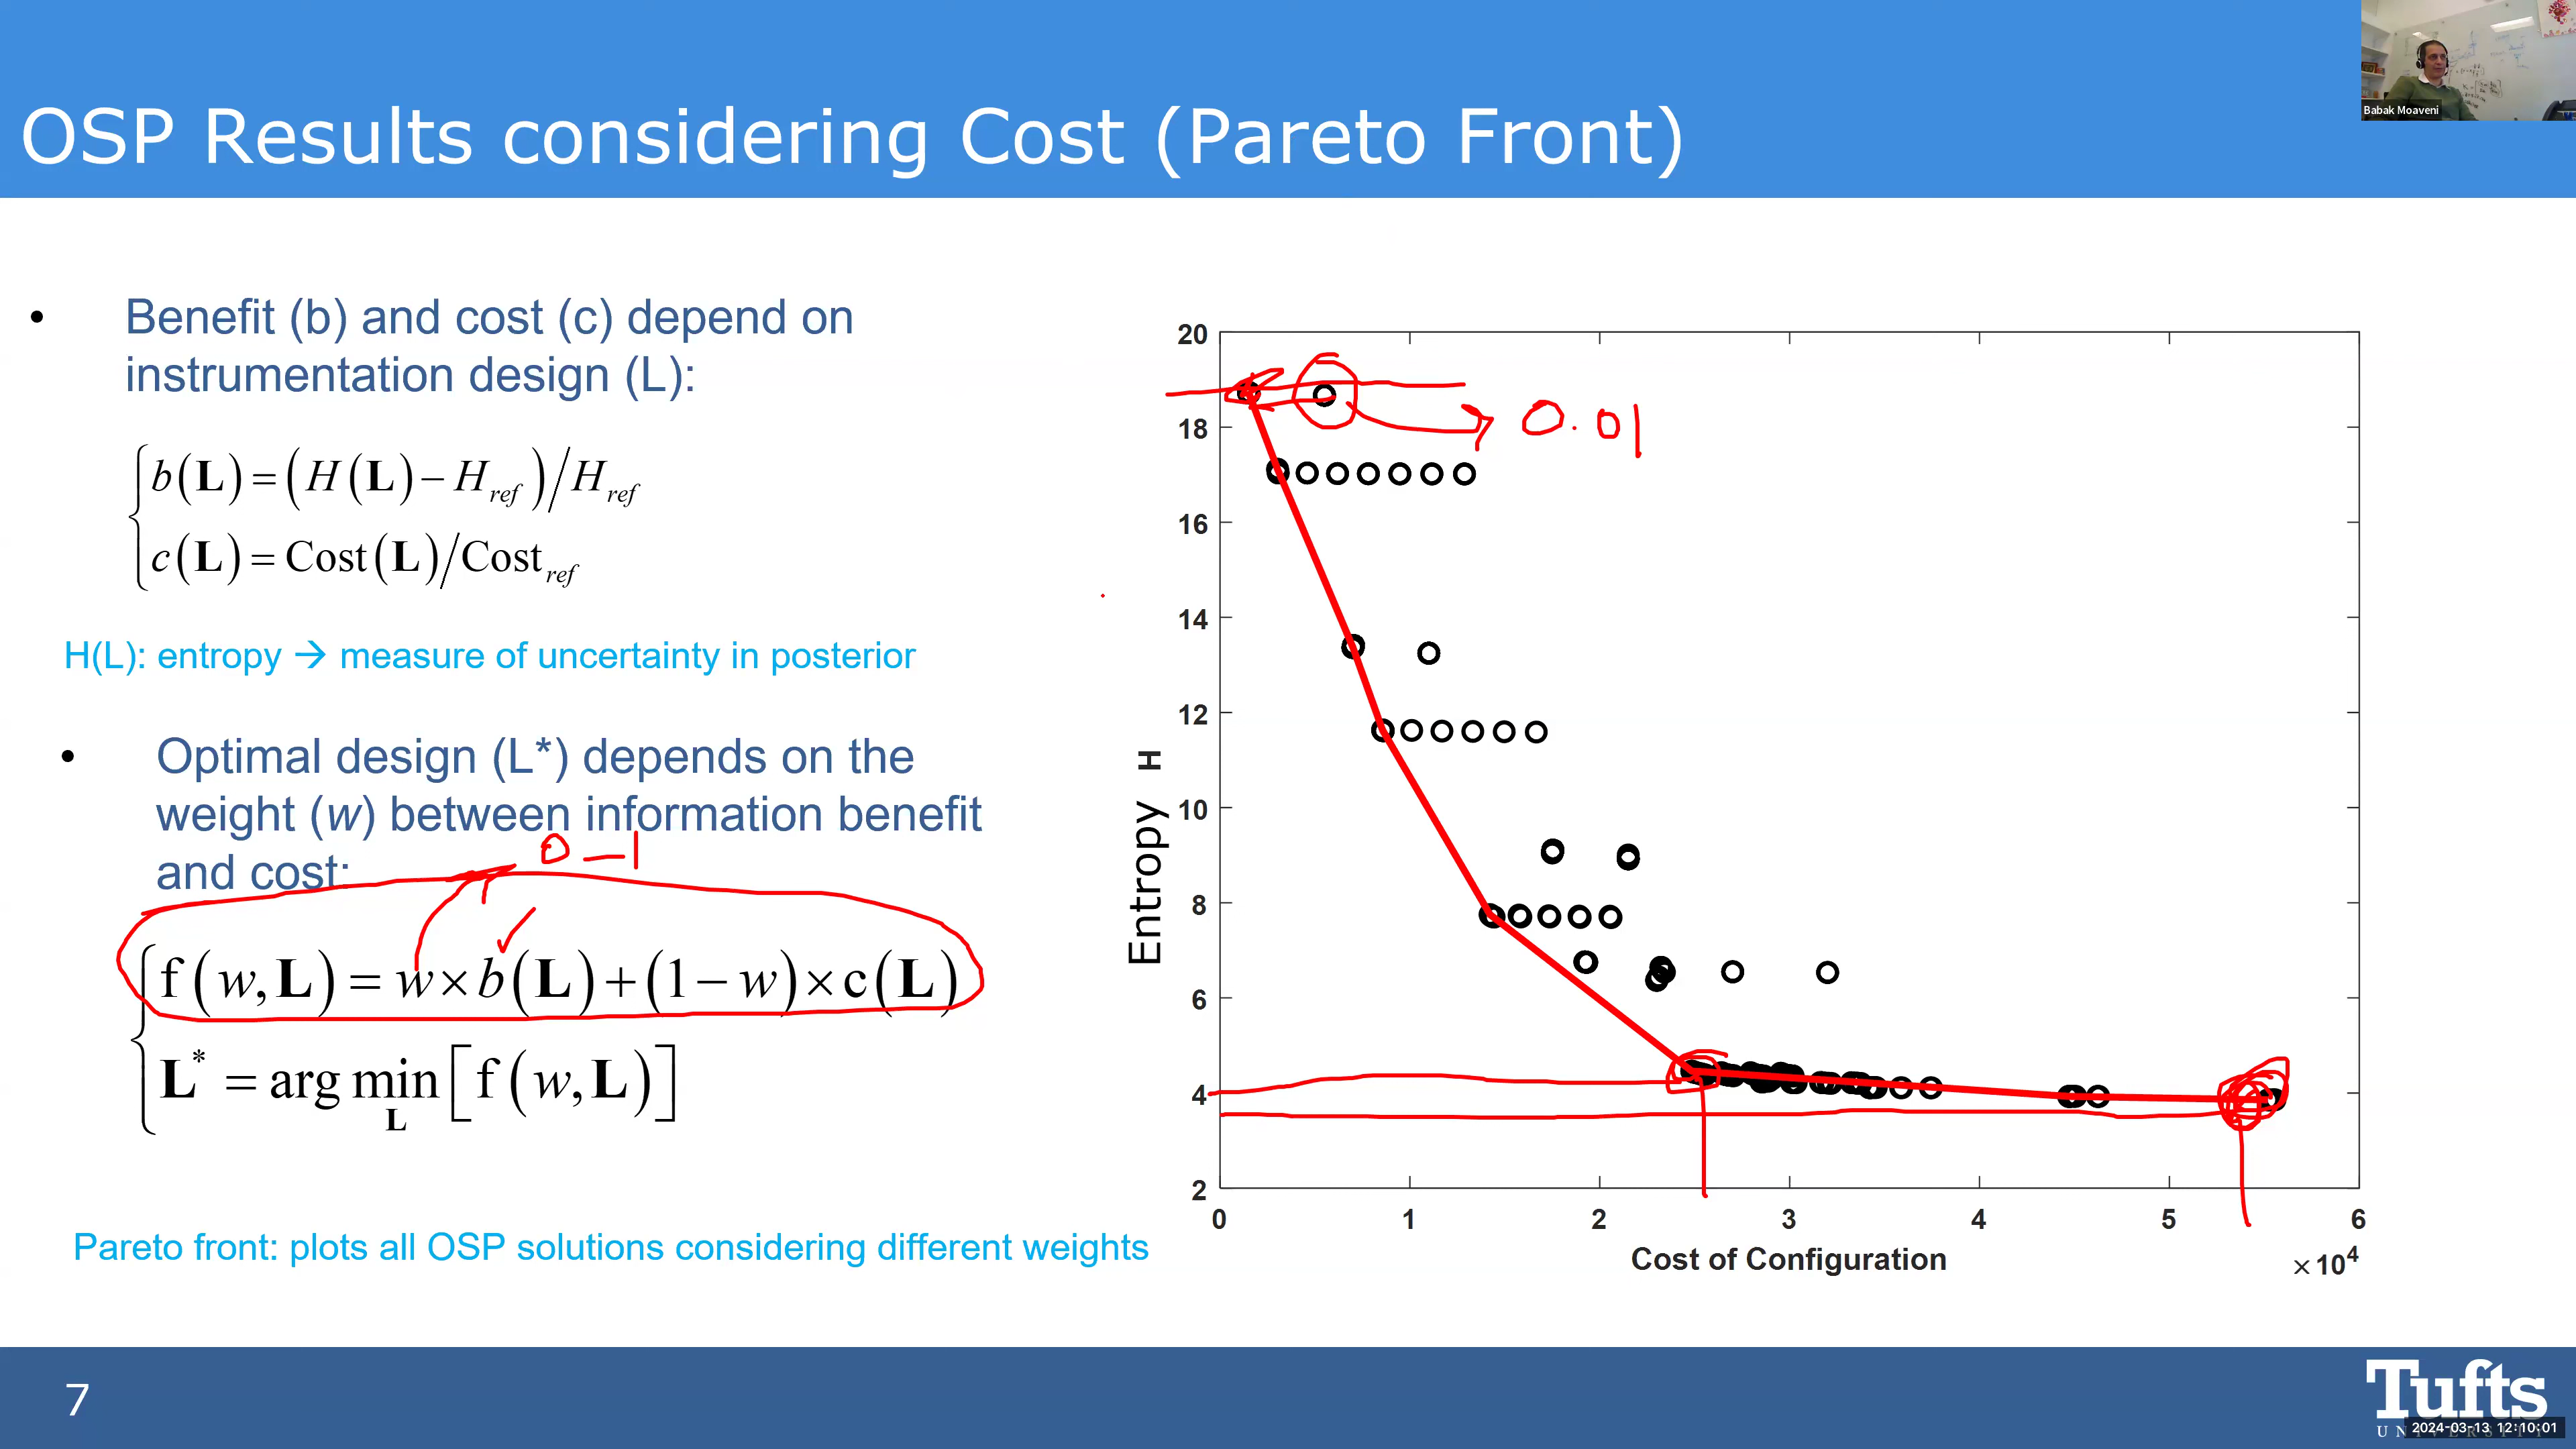 OSP Results considering Cost (Pareto Front)
Babak Moaveni
• Benefit (b) and cost (c) depend on
instrumentation design (L):
b(L) = (H(L) − H_ref)/H_ref
c(L) = Cost(L)/Cost_ref
H(L): entropy → measure of uncertainty in posterior
• Optimal design (L*) depends on the
weight (w) between information benefit
and cost:
0 – 1
f(w,L) = w×b(L)+(1−w)×c(L)
L* = arg min_L [f(w,L)]
Pareto front: plots all OSP solutions considering different weights
20
18
16
14
12
10
8
6
4
2
Entropy H
0.01
0 1 2 3 4 5 6
Cost of Configuration
×10⁴
7
Tufts
2024-03-13 12:10:01